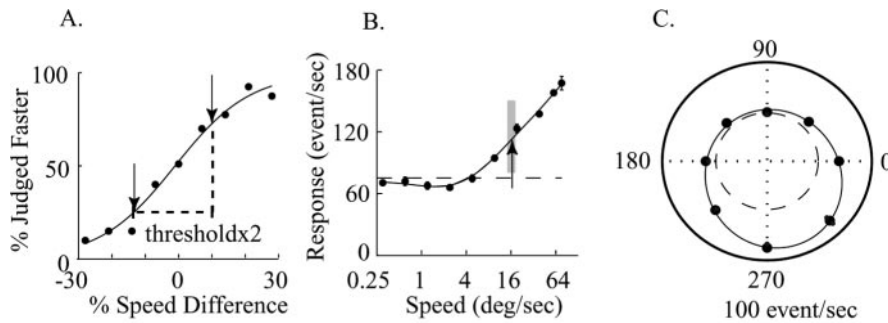 A.
% Judged Faster
100
50
0
-30
0
30
% Speed Difference
thresholdx2
B.
Response (event/sec)
180
120
60
0
0.25
1
4
16
64
Speed (deg/sec)
C.
90
180
0
270
100 event/sec